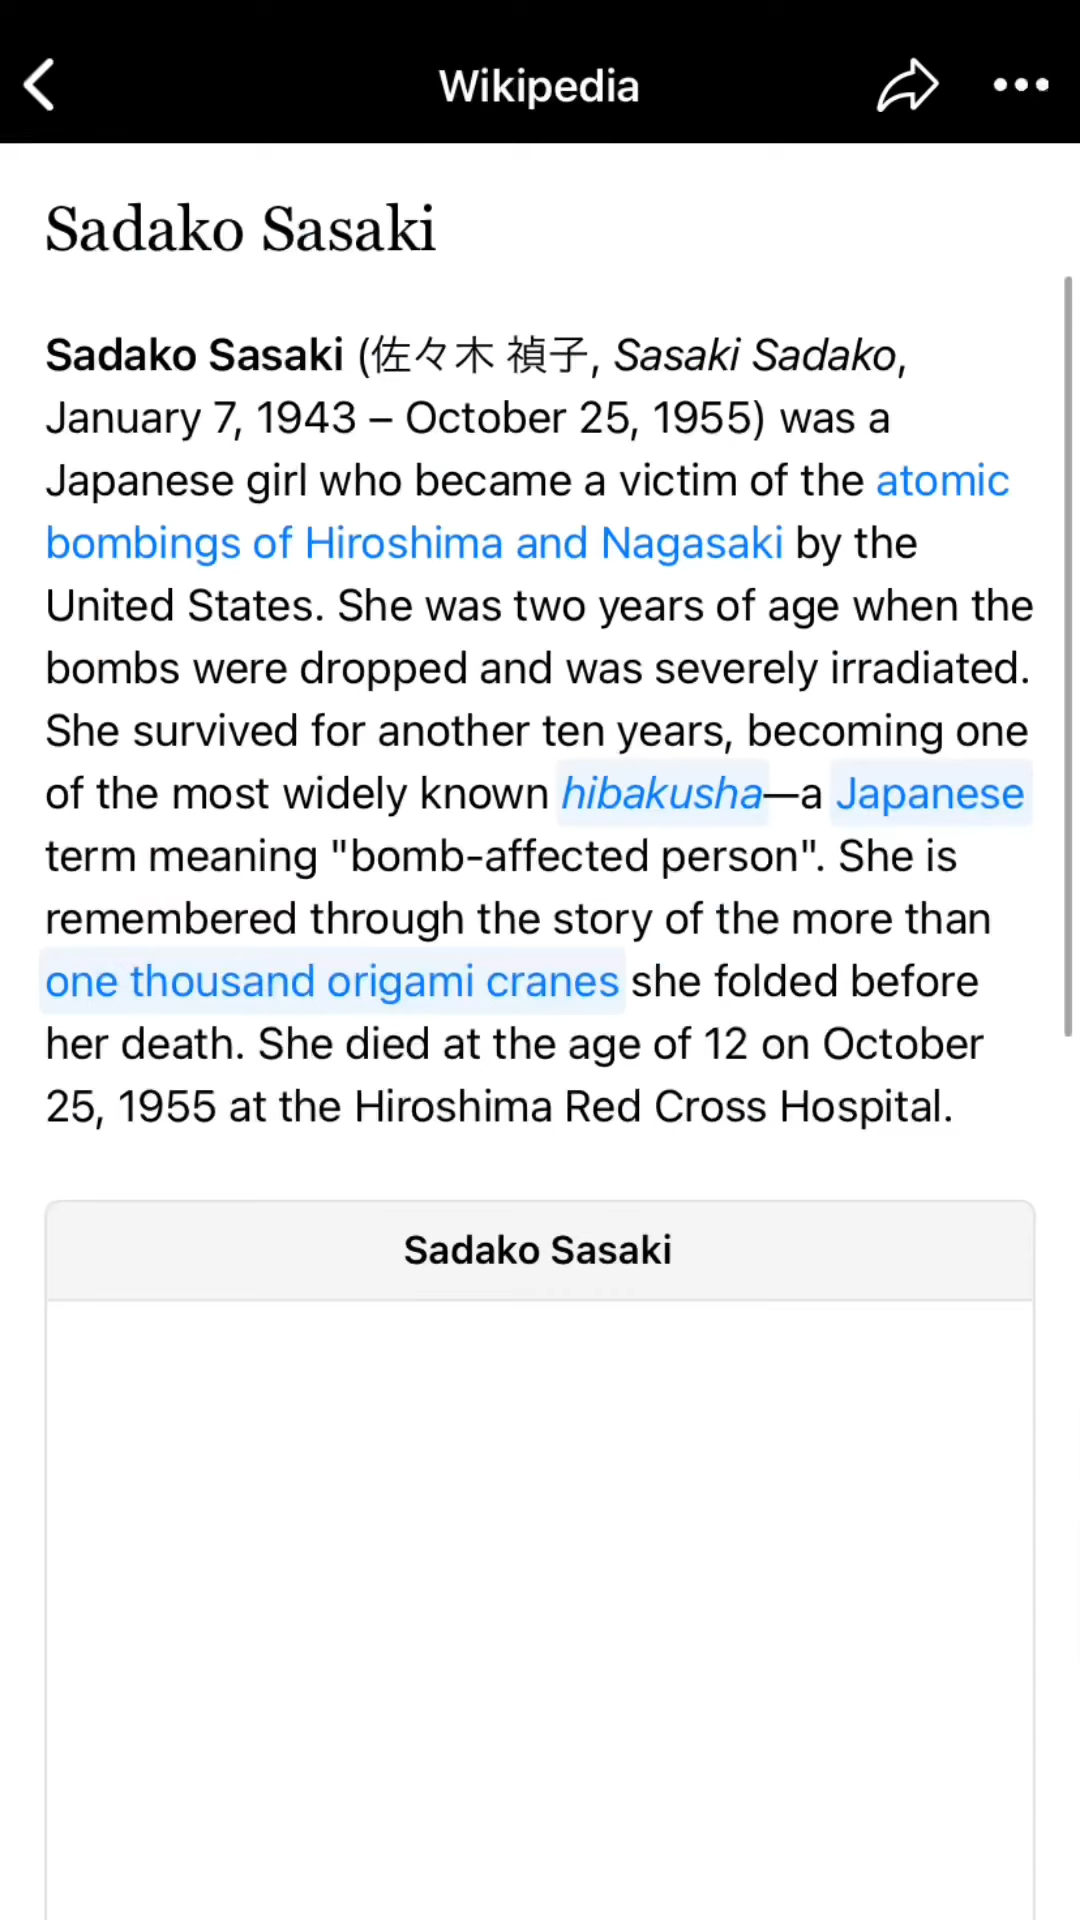 Wikipedia
Sadako Sasaki
Sadako Sasaki (佐々木 禎子, Sasaki Sadako,
January 7, 1943 – October 25, 1955) was a
Japanese girl who became a victim of the atomic
bombings of Hiroshima and Nagasaki by the
United States. She was two years of age when the
bombs were dropped and was severely irradiated.
She survived for another ten years, becoming one
of the most widely known hibakusha—a Japanese
term meaning "bomb-affected person". She is
remembered through the story of the more than
one thousand origami cranes she folded before
her death. She died at the age of 12 on October
25, 1955 at the Hiroshima Red Cross Hospital.
Sadako Sasaki